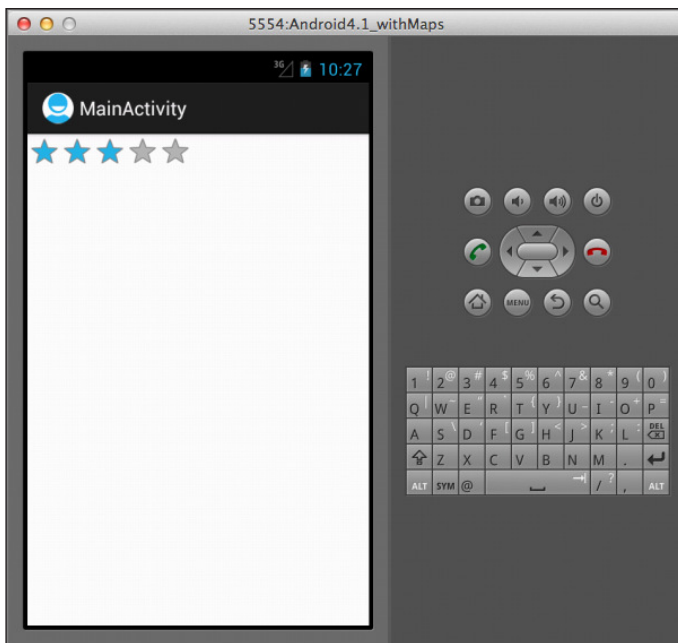 5554:Android4.1_withMaps
3G 10:27
MainActivity
MENU
1 ! 2 @ 3 # 4 $ 5 % 6 ^ 7 & 8 * 9 ( 0 )
Q | W ~ E " R ` T { Y } U _ I - O + P =
A S \ D ' F [ G ] H < J > K ; L : DEL
Z X C V B N M .
ALT SYM @ / ? , ALT